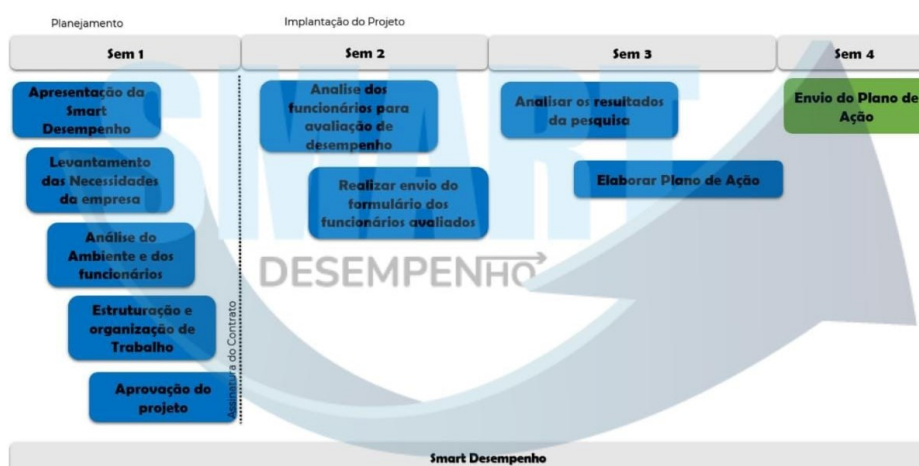 Planejamento
Implantação do Projeto
Sem 1
Sem 2
Sem 3
Sem 4
Apresentação da
Smart
Desempenho
Levantamento
das Necessidades
da empresa
Análise do
Ambiente e dos
funcionários
Estruturação e
organização de
Trabalho
Aprovação do
projeto
Assinatura do Contrato
Analise dos
funcionários para
avaliação de
desempenho
Realizar envio do
formulário dos
funcionários avaliados
Analisar os resultados
da pesquisa
Elaborar Plano de Ação
Envio do Plano de
Ação
SMART
DESEMPENHO
Smart Desempenho